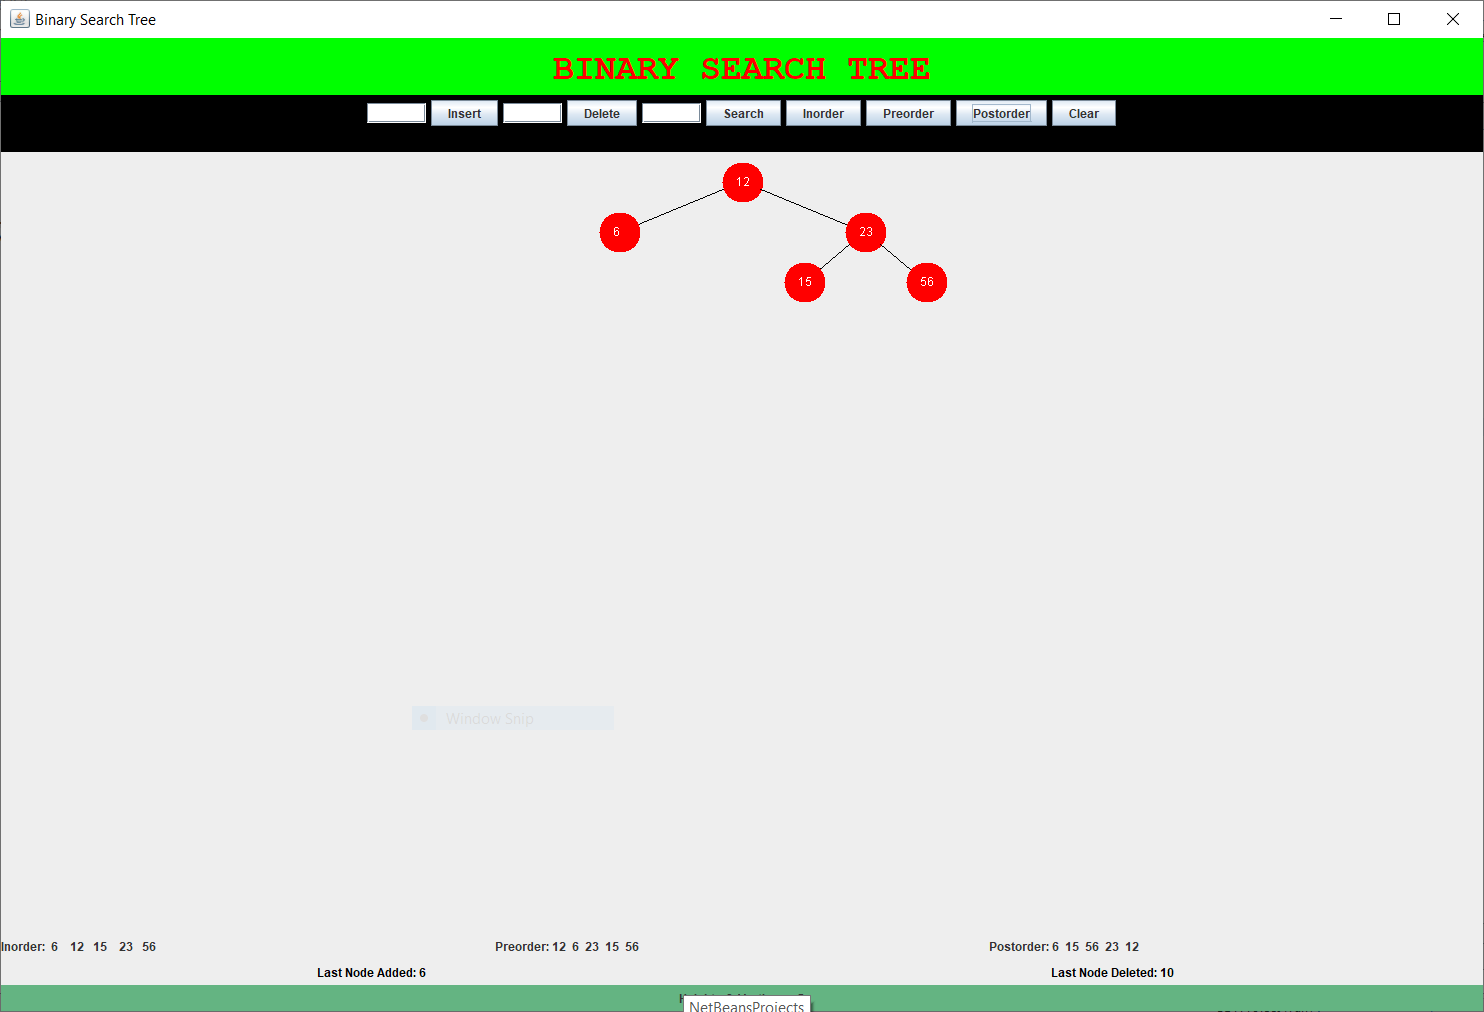 Binary Search Tree
BINARY SEARCH TREE
Insert Delete Search Inorder Preorder Postorder Clear
12
6 23
15 56
Window Snip
Inorder: 6 12 15 23 56 Preorder: 12 6 23 15 56 Postorder: 6 15 56 23 12
Last Node Added: 6 Last Node Deleted: 10
NetBeansProjects